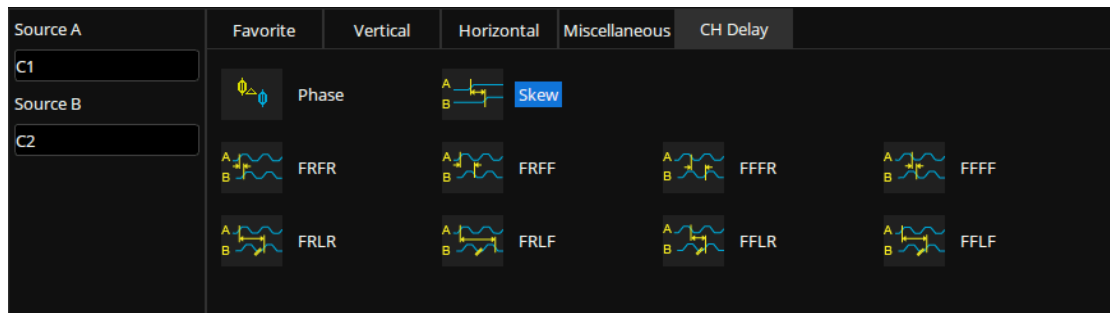 Source A
C1
Source B
C2
Favorite Vertical Horizontal Miscellaneous CH Delay
ϕ△ϕ Phase A B Skew
A B FRFR A B FRFF A B FFFR A B FFFF
A B FRLR A B FRLF A B FFLR A B FFLF